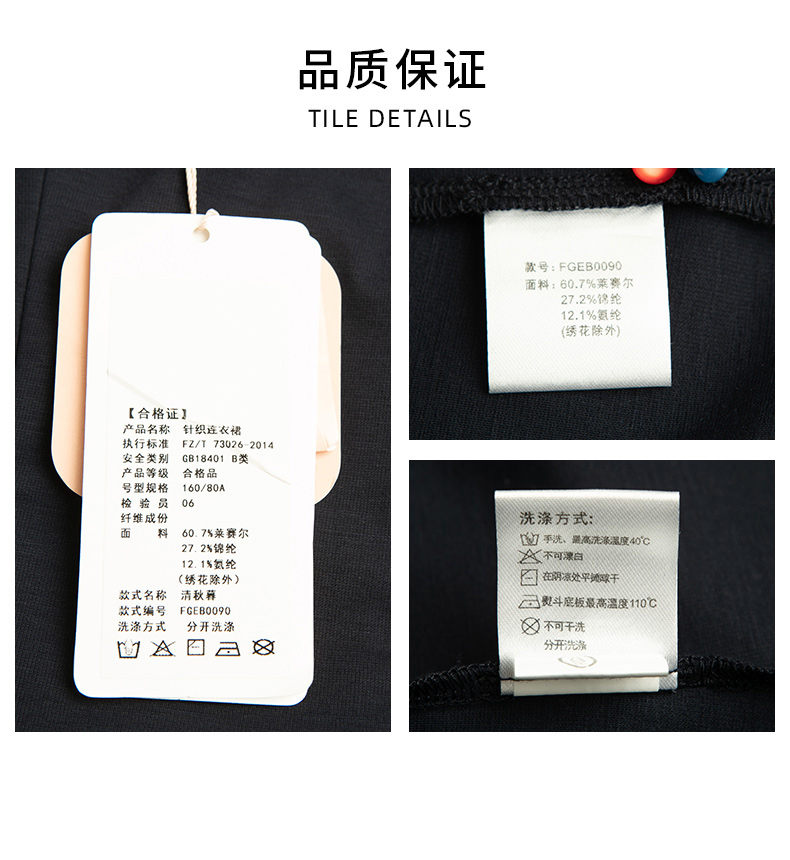 品质保证
TILE DETAILS
【合格证】
产品名称 针织连衣裙
执行标准 FZ/T 73026-2014
安全类别 GB18401 B类
产品等级 合格品
号型规格 160/80A
检验员 06
纤维成份
面料 60.7%莱赛尔
27.2%锦纶
12.1%氨纶
(绣花除外)
款式名称 清秋暮
款式编号 FGEB0090
洗涤方式 分开洗涤
款号: FGEB0090
面料: 60.7%莱赛尔
27.2%锦纶
12.1%氨纶
(绣花除外)
洗涤方式:
手洗、最高洗涤温度40℃
不可漂白
在阴凉处平摊晾干
熨斗底板最高温度110℃
不可干洗
分开洗涤